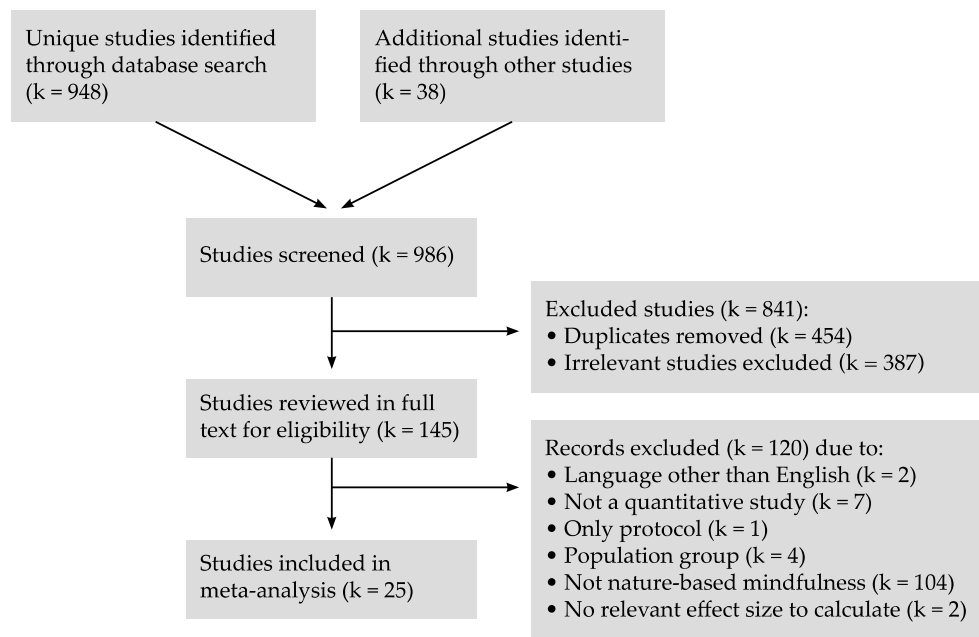 Unique studies identified
through database search
(k = 948)
Additional studies identi-
fied through other studies
(k = 38)
Studies screened (k = 986)
Excluded studies (k = 841):
• Duplicates removed (k = 454)
• Irrelevant studies excluded (k = 387)
Studies reviewed in full
text for eligibility (k = 145)
Records excluded (k = 120) due to:
• Language other than English (k = 2)
• Not a quantitative study (k = 7)
• Only protocol (k = 1)
• Population group (k = 4)
• Not nature-based mindfulness (k = 104)
• No relevant effect size to calculate (k = 2)
Studies included in
meta-analysis (k = 25)